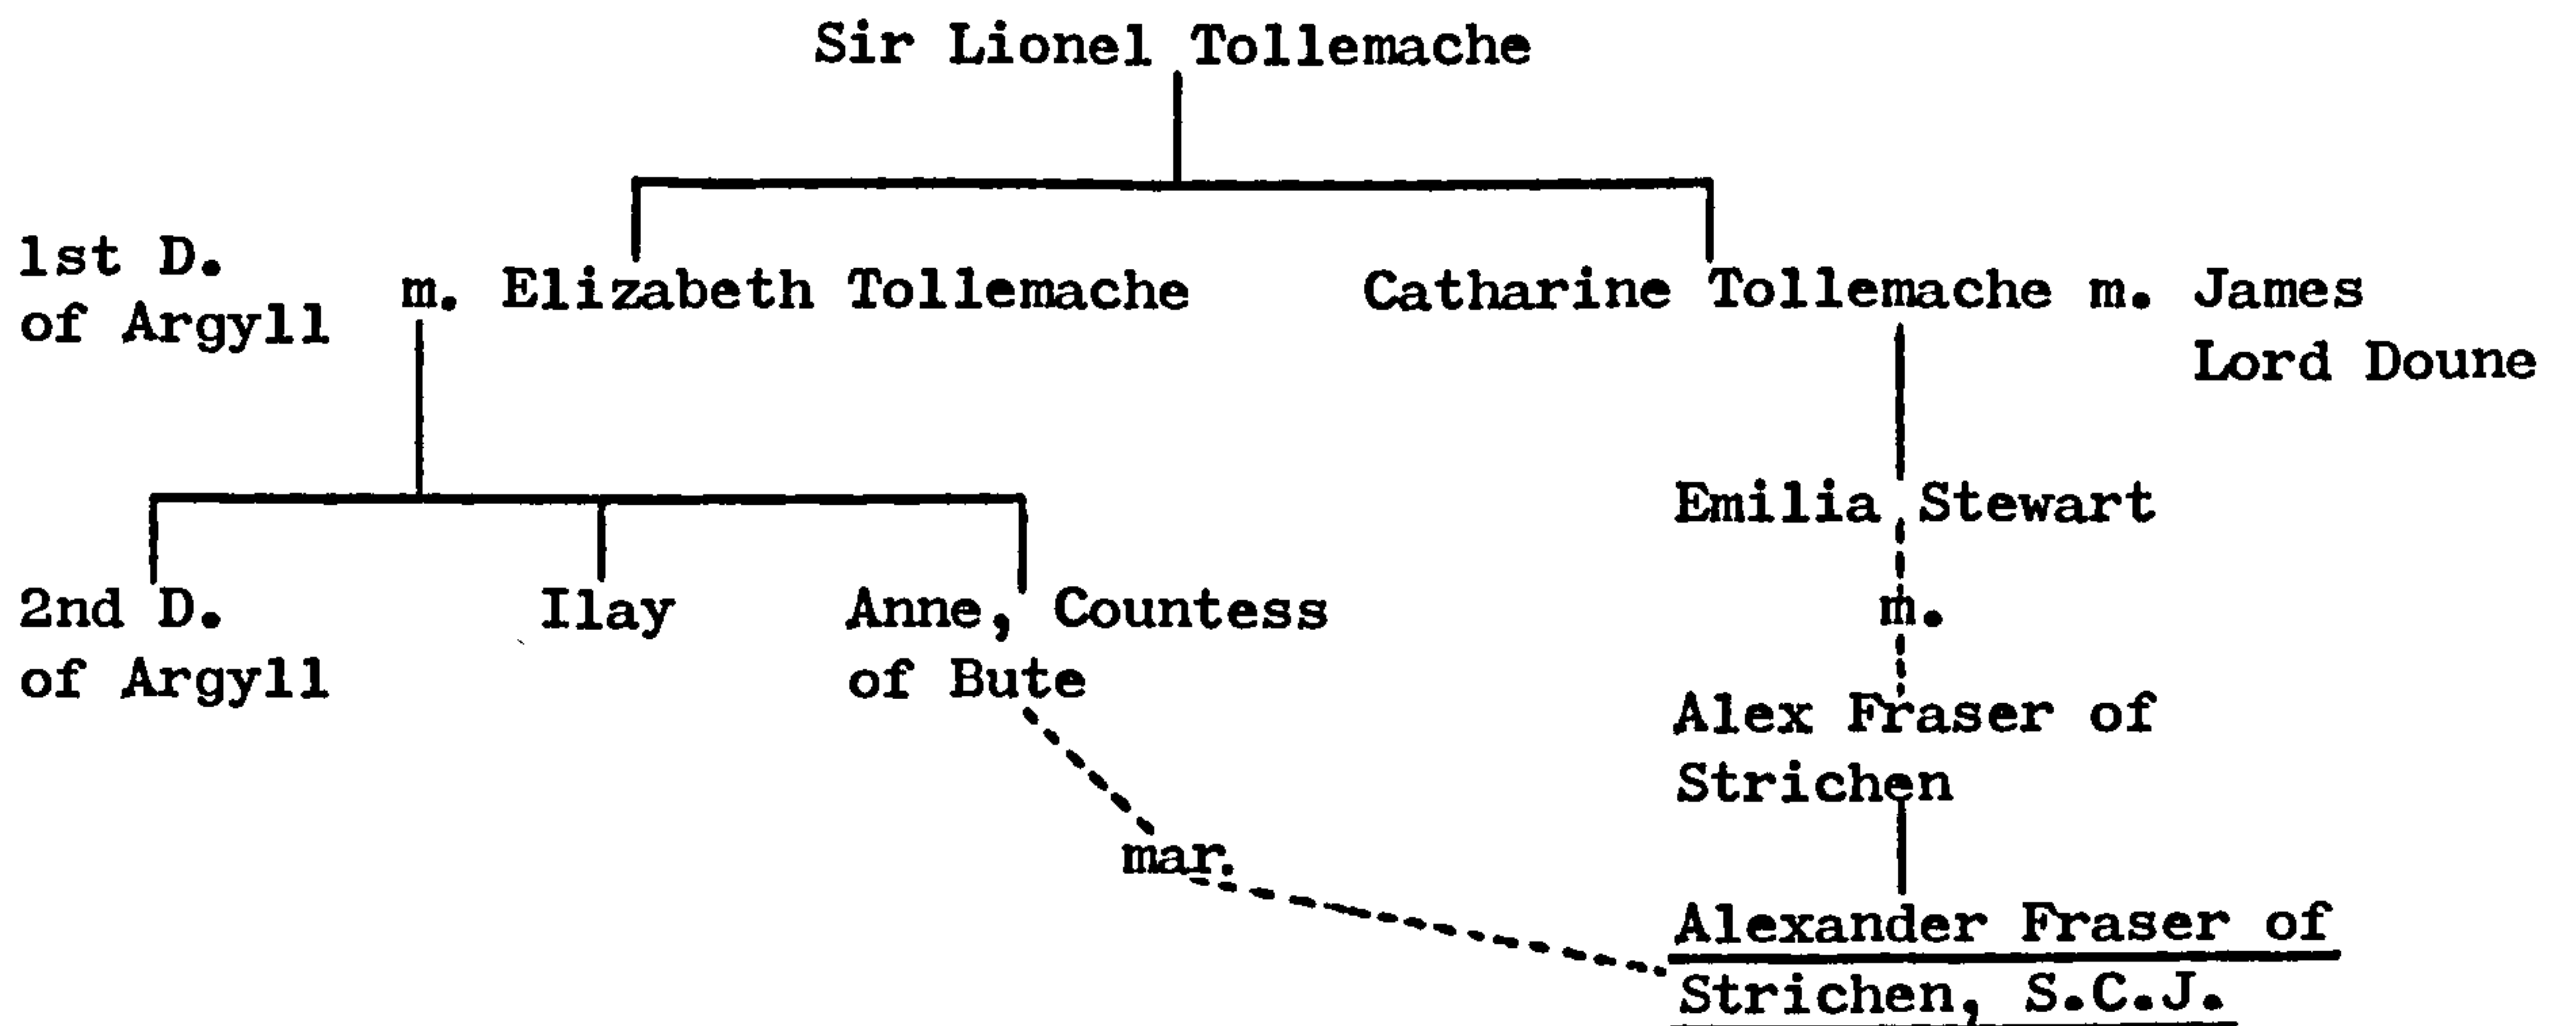 Sir Lionel Tollemache
1st D.
of Argyll
m. Elizabeth Tollemache
Catharine Tollemache m. James
Lord Doune
Emilia Stewart
m.
2nd D.
of Argyll
Ilay
Anne, Countess
of Bute
Alex Fraser of
Strichen
mar.
Alexander Fraser of
Strichen, S.C.J.